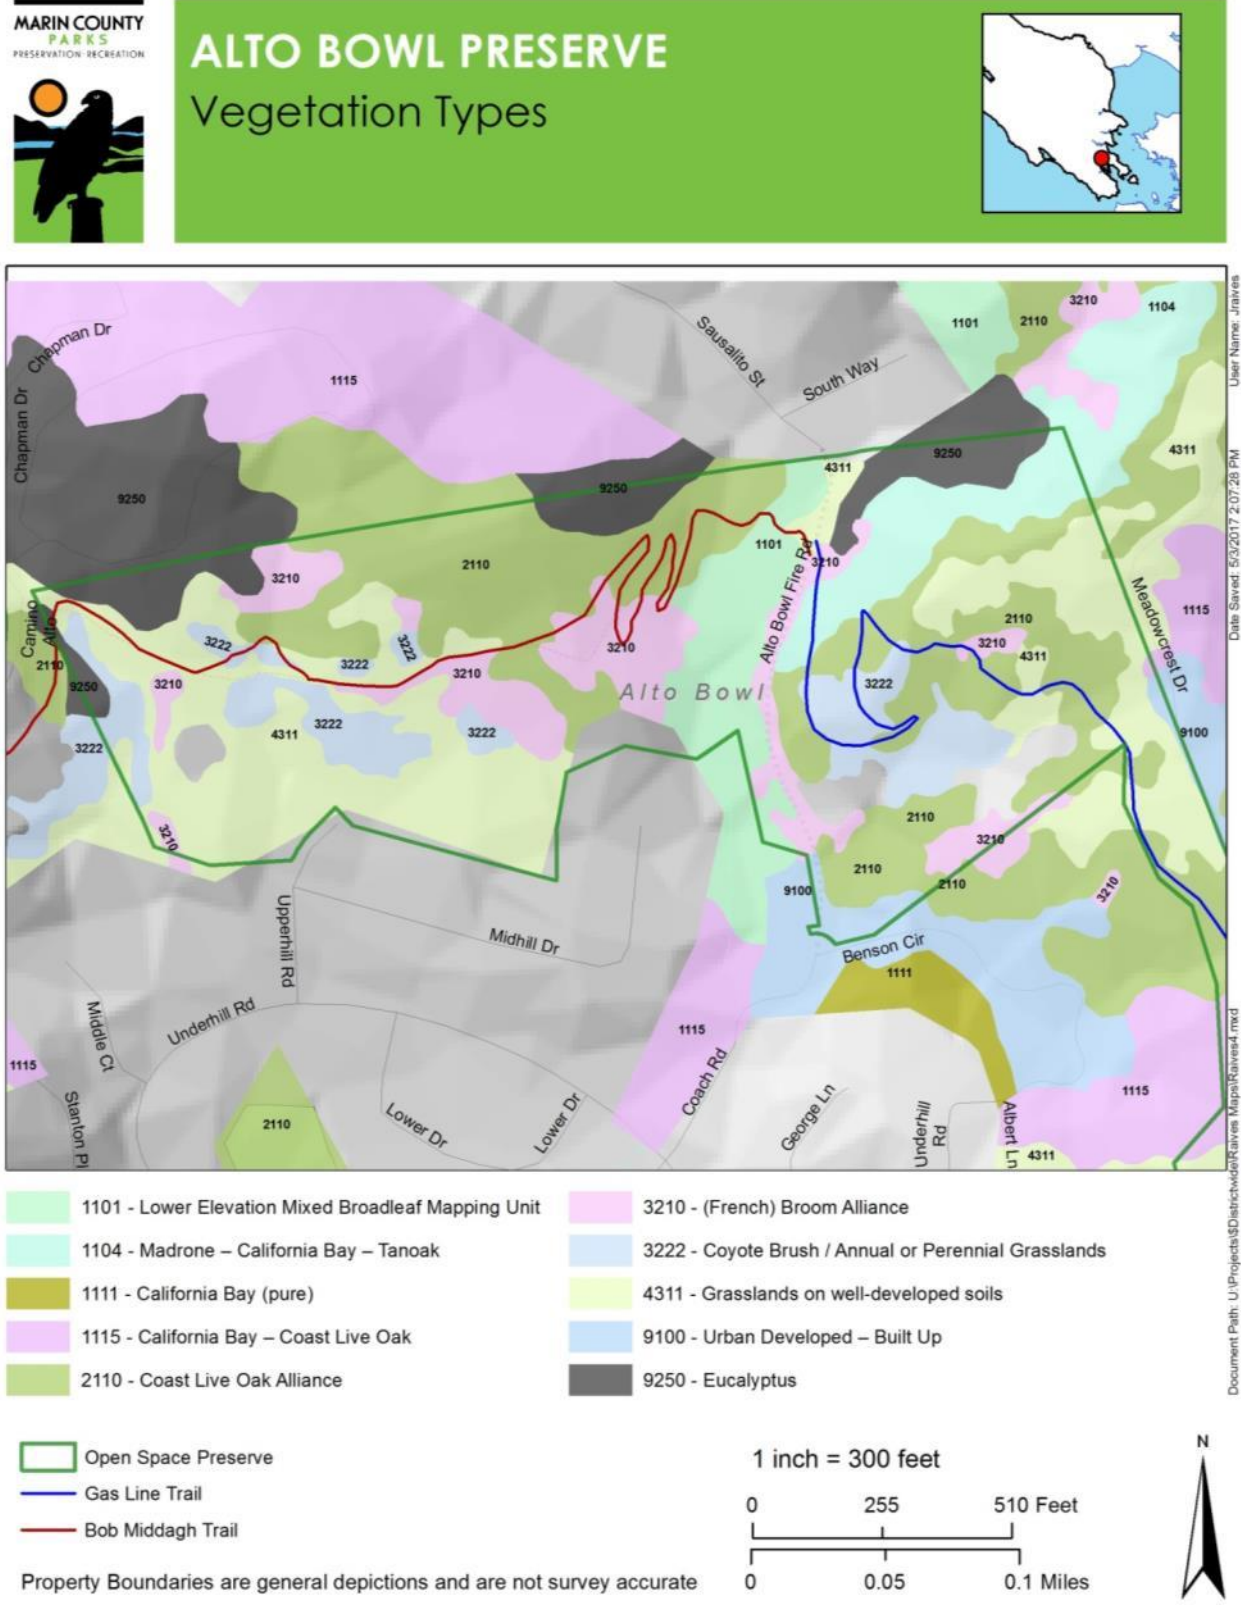 MARIN COUNTY
PARKS
PRESERVATION·RECREATION
ALTO BOWL PRESERVE
Vegetation Types
User Name: Jraives
Date Saved: 5/3/2017 2:07:28 PM
Document Path: U:\Projects\$Districtwide\Raives Maps\Raives4.mxd
Chapman Dr
Chapman Dr
1115
9250
Sausalito St
South Way
1101
2110
3210
1104
4311
9250
4311
9250
2110
3210
1101
Alto Bowl Fire Rd
3210
Camino
Alto
2110
9250
3222
3222
3222
3210
3210
3210
Alto Bowl
3222
2110
3210
4311
Meadowcrest Dr
1115
9100
3222
4311
3222
3222
3210
2110
3210
2110
2110
3210
9100
Upperhill Rd
Midhill Dr
Benson Cir
1111
Middle Ct
Underhill Rd
1115
1115
Coach Rd
1115
Stanton Pl
2110
Lower Dr
Lower Dr
George Ln
Underhill
Rd
Albert Ln
4311
1101 - Lower Elevation Mixed Broadleaf Mapping Unit
1104 - Madrone – California Bay – Tanoak
1111 - California Bay (pure)
1115 - California Bay – Coast Live Oak
2110 - Coast Live Oak Alliance
3210 - (French) Broom Alliance
3222 - Coyote Brush / Annual or Perennial Grasslands
4311 - Grasslands on well-developed soils
9100 - Urban Developed – Built Up
9250 - Eucalyptus
Open Space Preserve
Gas Line Trail
Bob Middagh Trail
Property Boundaries are general depictions and are not survey accurate
1 inch = 300 feet
0 255 510 Feet
0 0.05 0.1 Miles
N